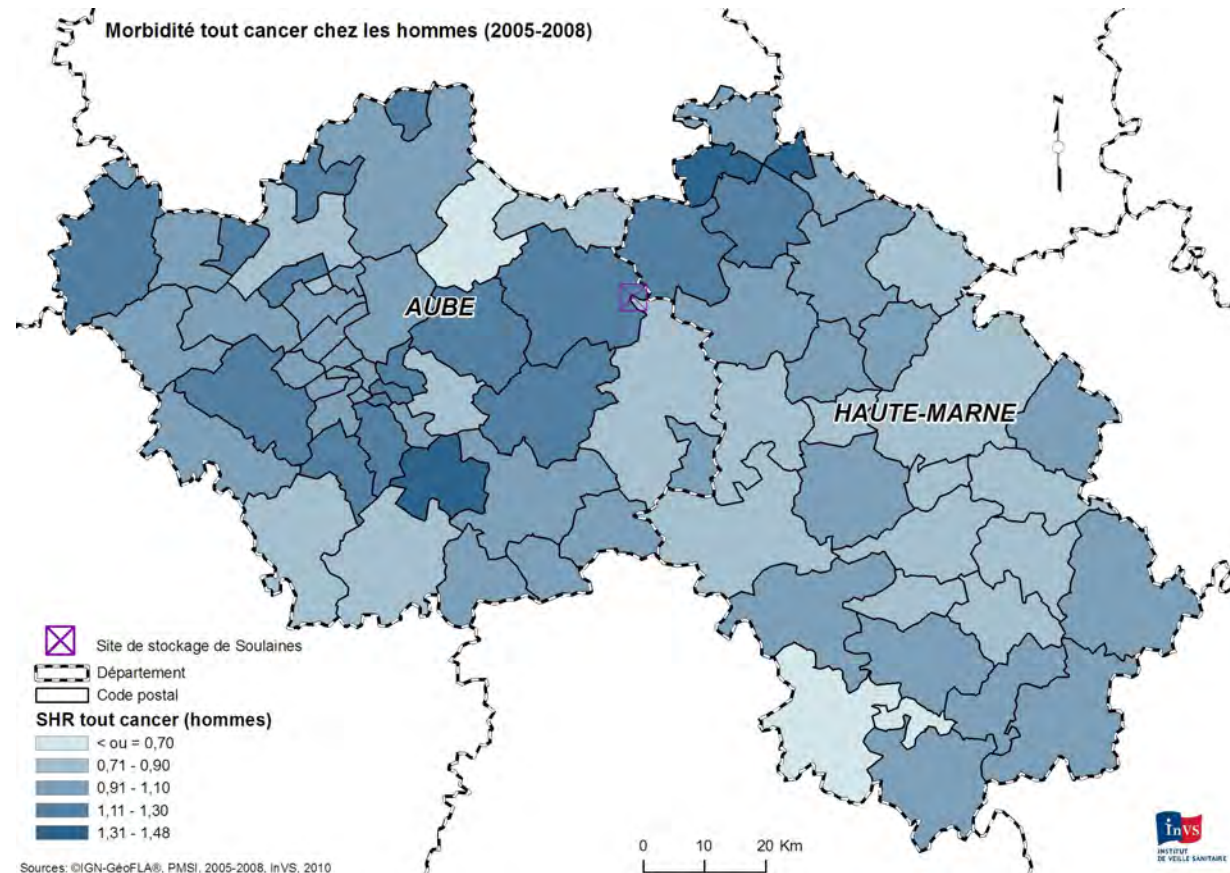 Morbidité tout cancer chez les hommes (2005-2008)
N
AUBE
HAUTE-MARNE
Site de stockage de Soulaines
Département
Code postal
SHR tout cancer (hommes)
< ou = 0,70
0,71 - 0,90
0,91 - 1,10
1,11 - 1,30
1,31 - 1,48
0 10 20 Km
Sources: ©IGN-GéoFLA®, PMSI, 2005-2008, InVS, 2010
InVS
INSTITUT
DE VEILLE SANITAIRE